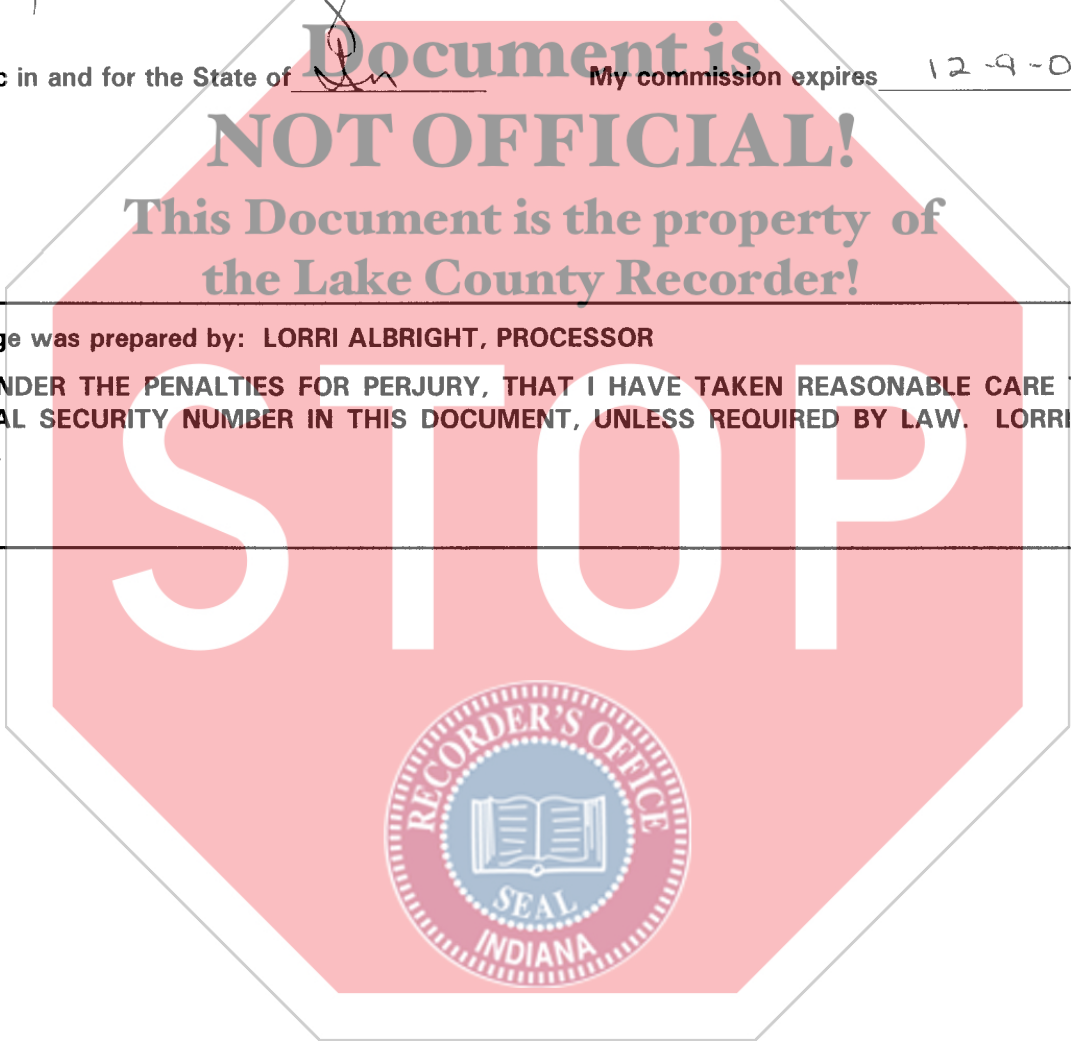 Document is
c in and for the State of In My commission expires 12-9-0
NOT OFFICIAL!
This Document is the property of
the Lake County Recorder!
ge was prepared by: LORRI ALBRIGHT, PROCESSOR
NDER THE PENALTIES FOR PERJURY, THAT I HAVE TAKEN REASONABLE CARE
AL SECURITY NUMBER IN THIS DOCUMENT, UNLESS REQUIRED BY LAW. LORRI
STOP
RECORDER'S OFFICE
SEAL
INDIANA